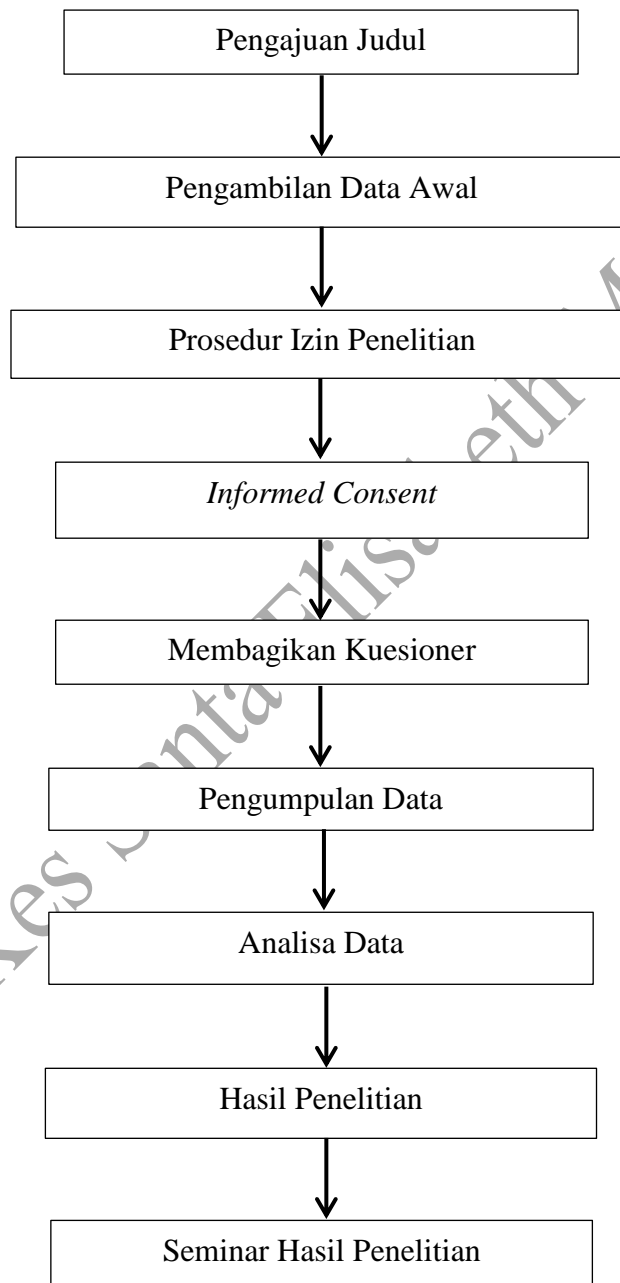 Pengajuan Judul
Pengambilan Data Awal
Prosedur Izin Penelitian
Informed Consent
Membagikan Kuesioner
Pengumpulan Data
Analisa Data
Hasil Penelitian
Seminar Hasil Penelitian